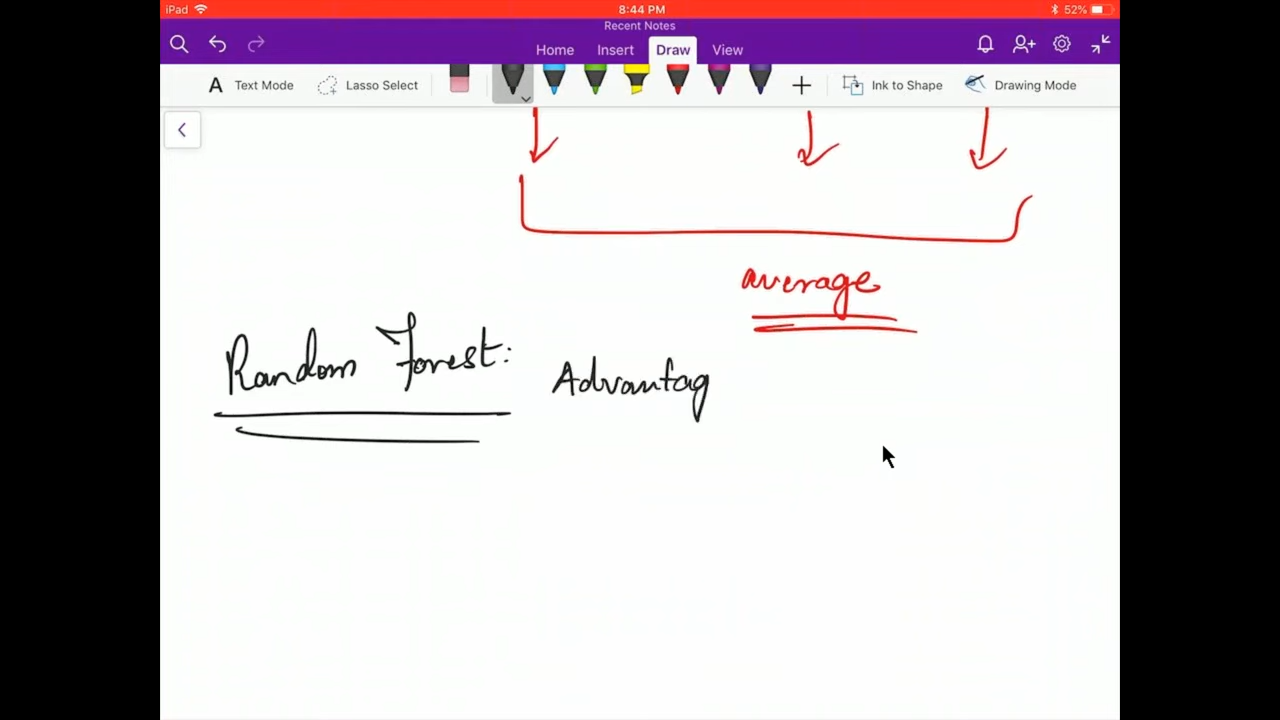 iPad 8:44 PM 52%
Recent Notes
Home Insert Draw View
A Text Mode Lasso Select Ink to Shape Drawing Mode
average
Random Forest: Advantag